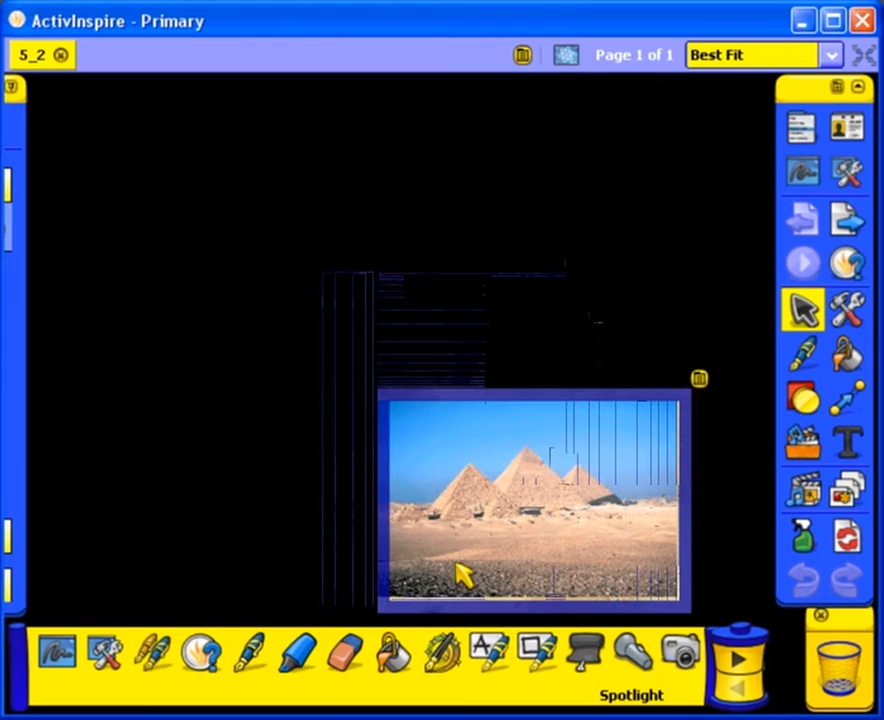 ActivInspire - Primary
5_2
Page 1 of 1
Best Fit
Spotlight